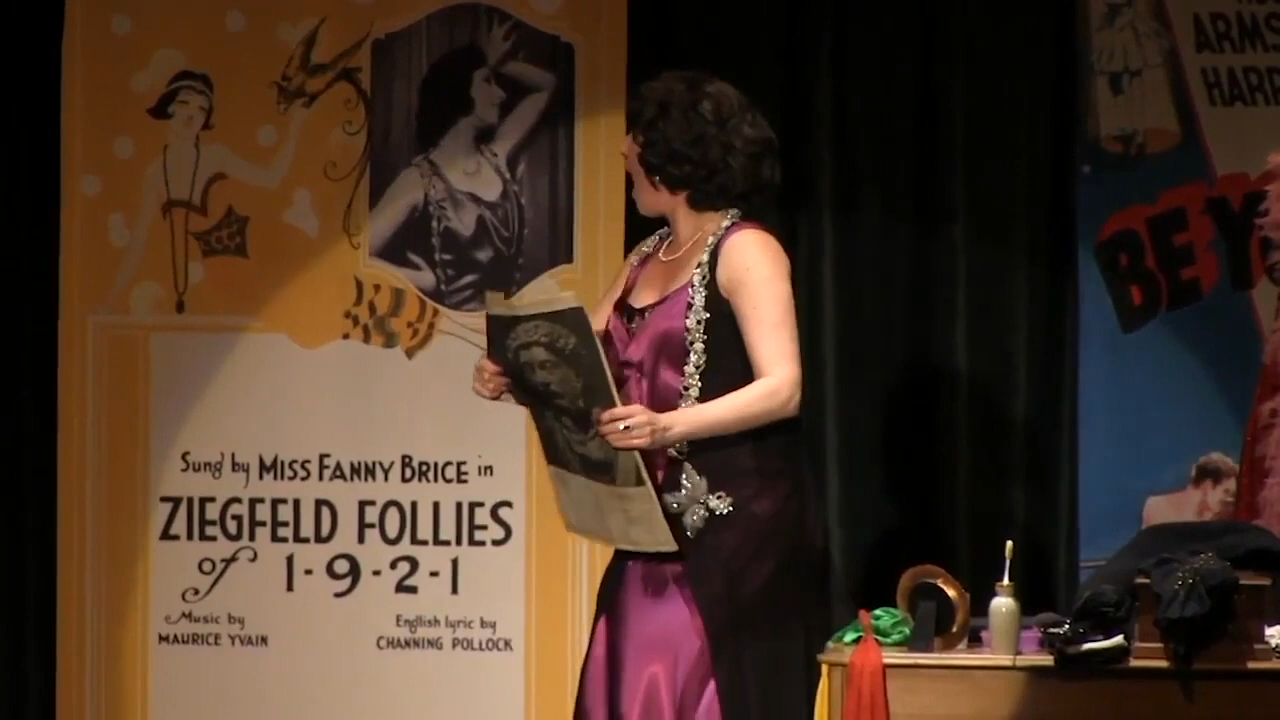 Sung by MISS FANNY BRICE in
ZIEGFELD FOLLIES
of 1-9-2-1
Music by
MAURICE YVAIN
English lyric by
CHANNING POLLOCK
ARMS
HARR
BE Y